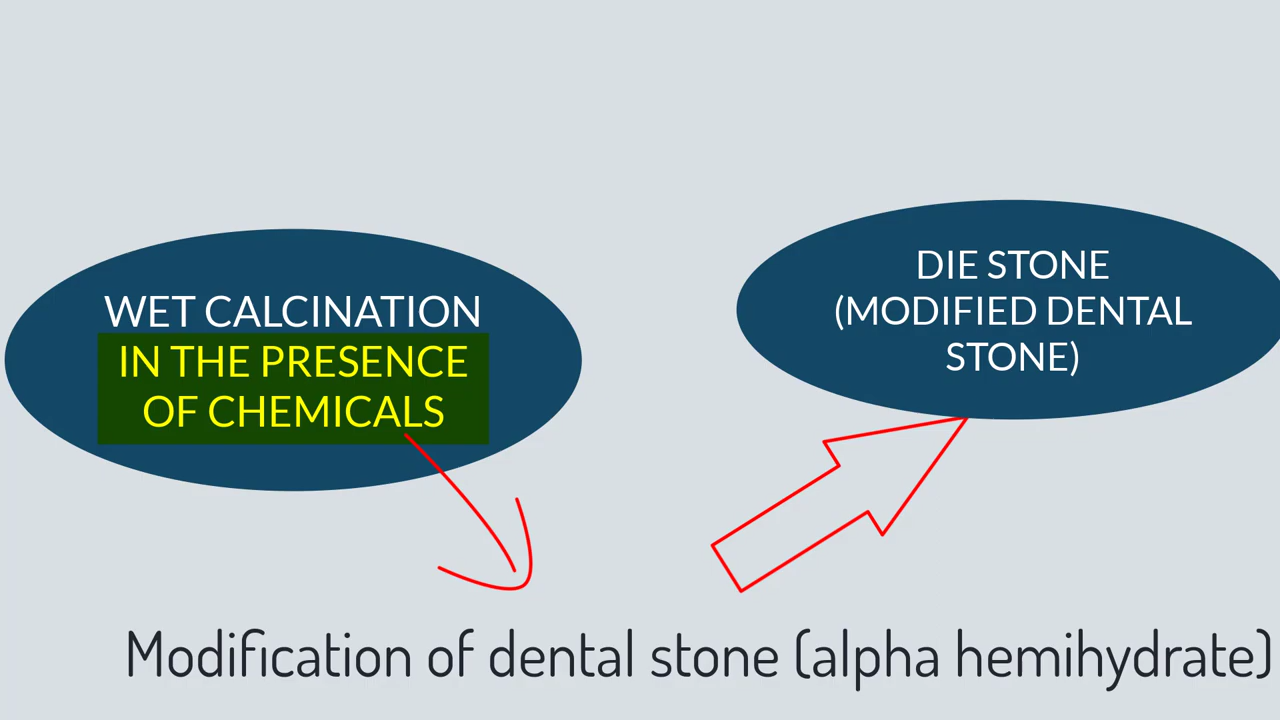 WET CALCINATION
IN THE PRESENCE
OF CHEMICALS
DIE STONE
(MODIFIED DENTAL
STONE)
Modification of dental stone (alpha hemihydrate)